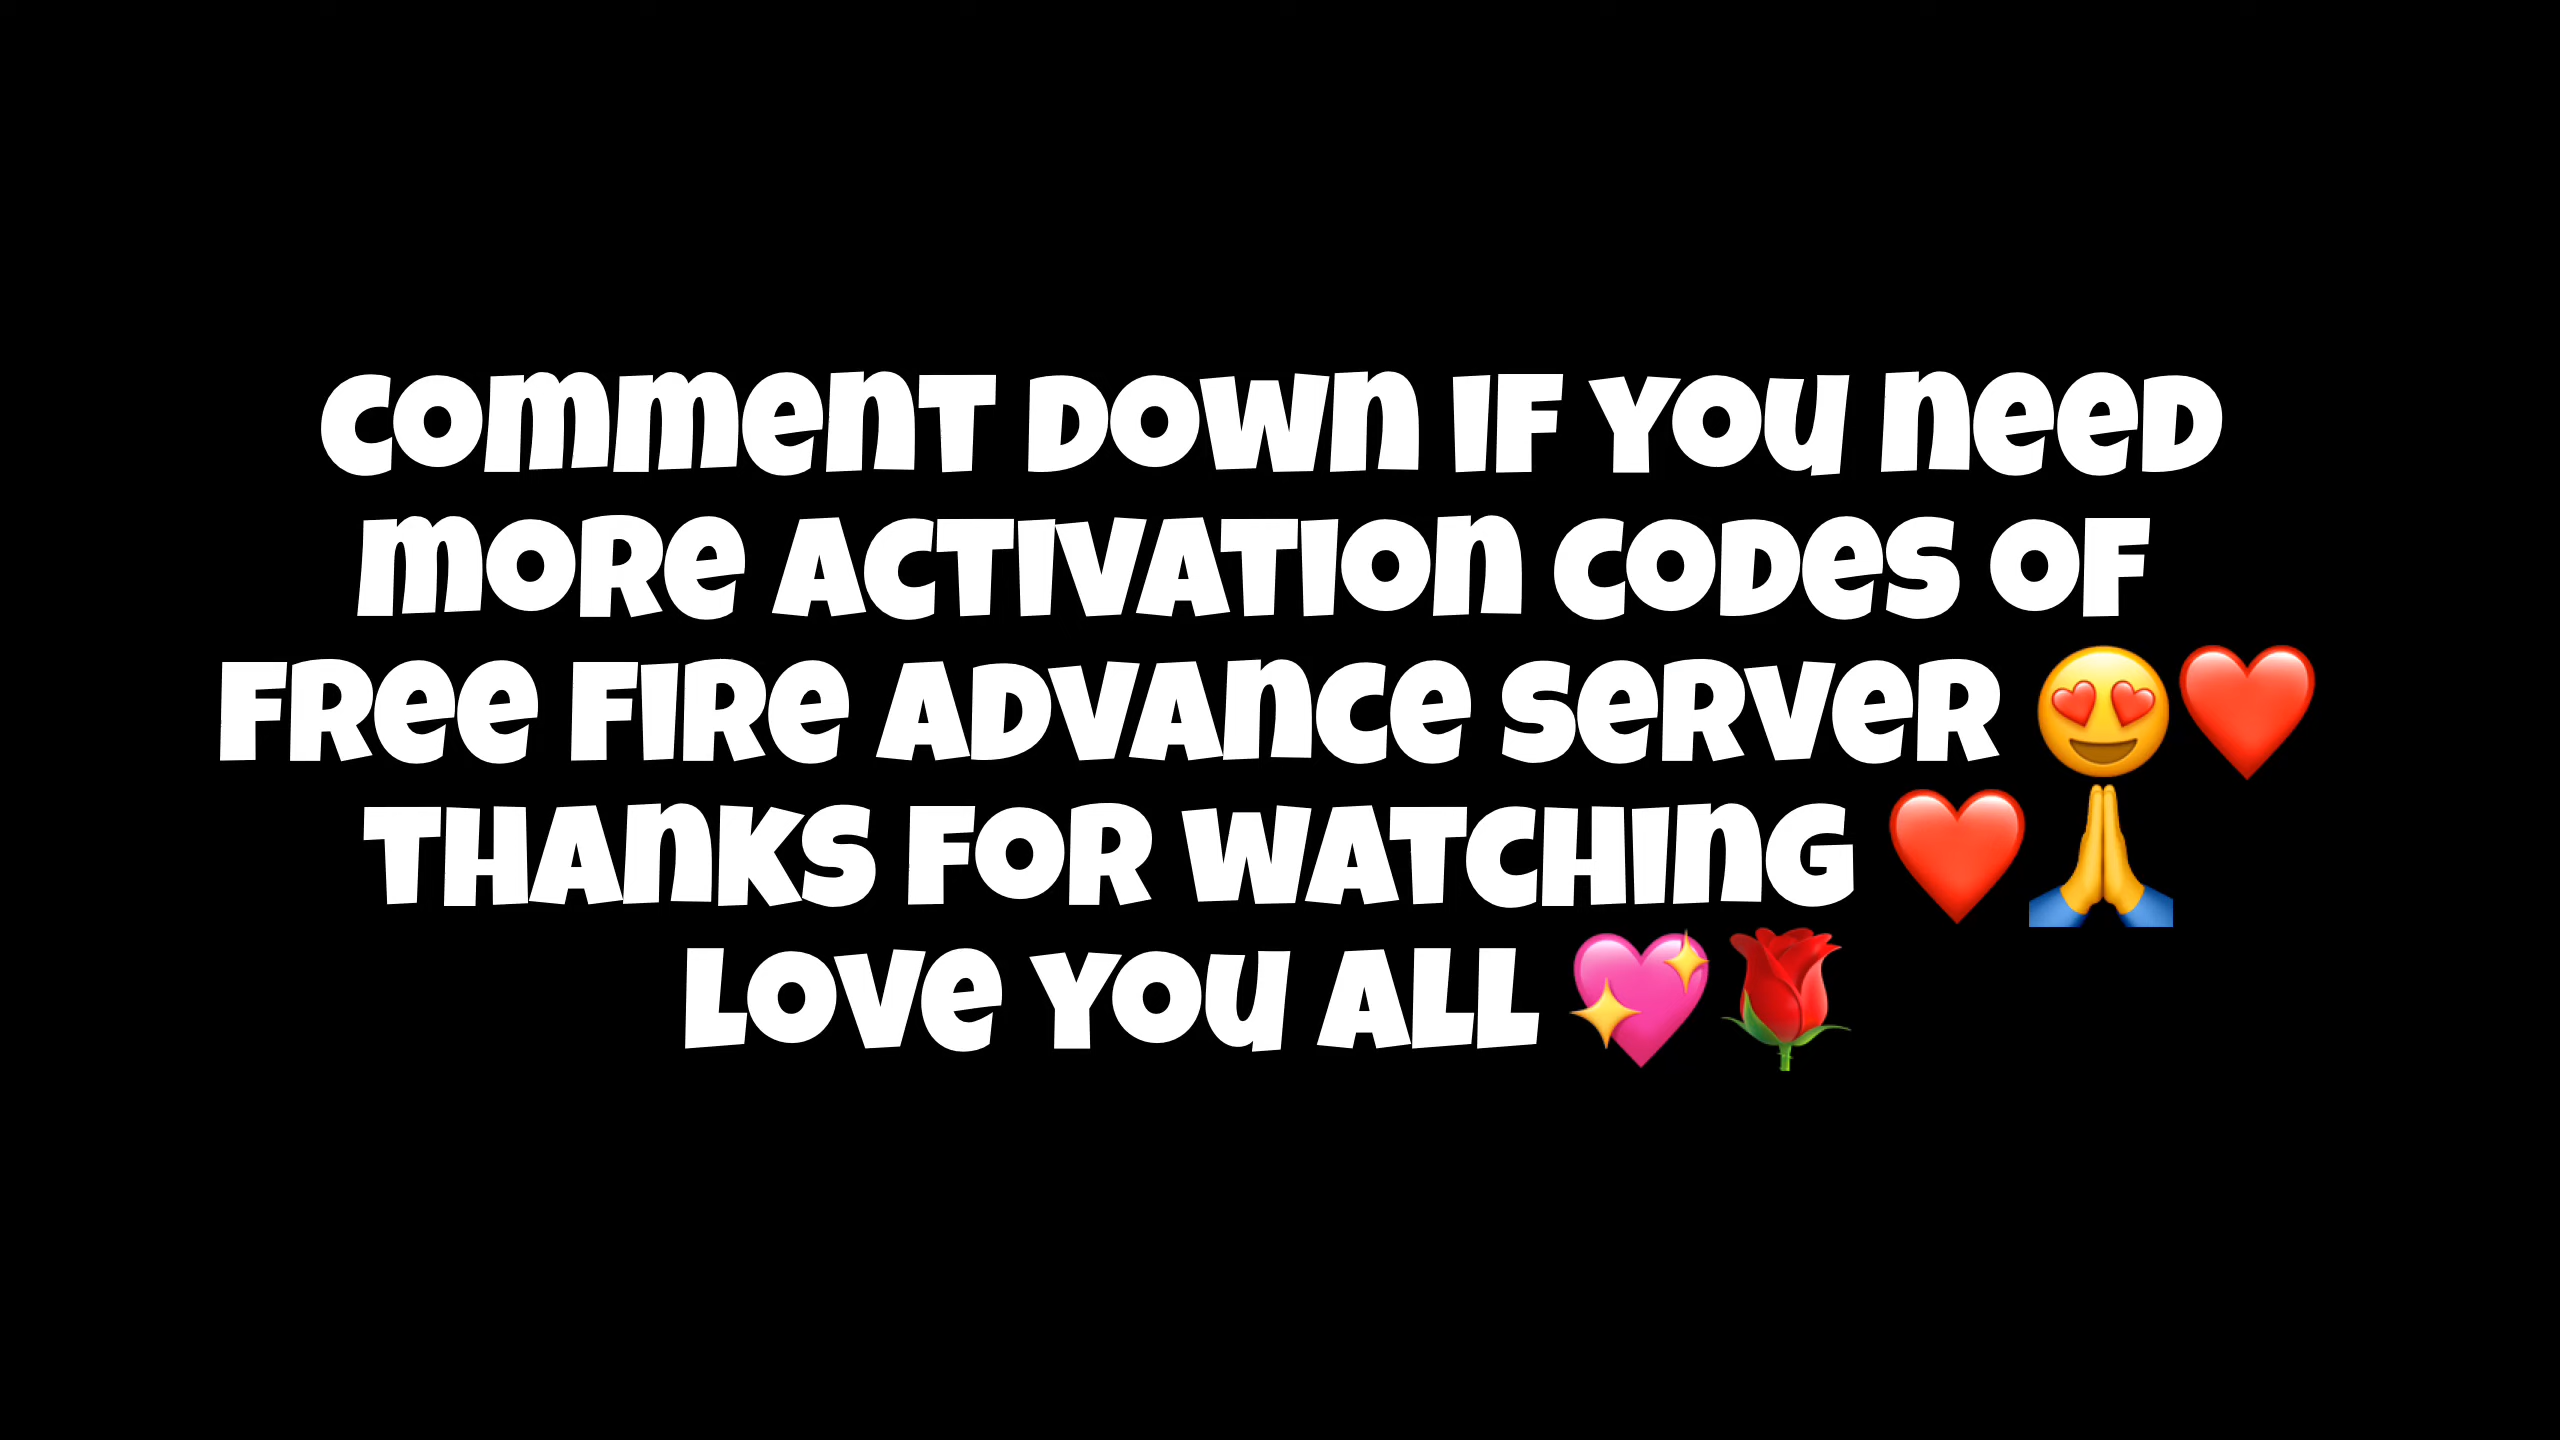 Comment down if you need
more activation codes of
free fire advance server 😍❤️
Thanks for watching ❤️🙏
Love you all 💖🌹